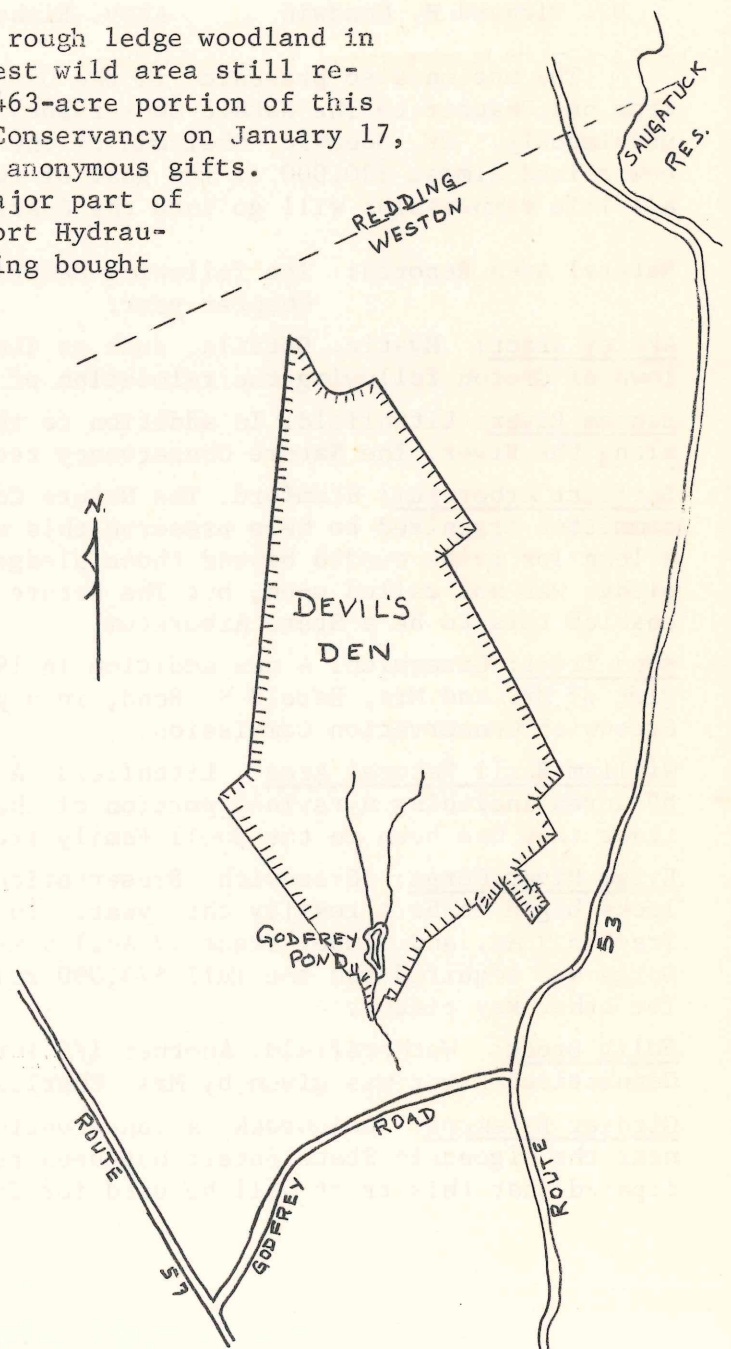 rough ledge woodland in
est wild area still re-
463-acre portion of this
Conservancy on January 17,
anonymous gifts.
ajor part of
ort Hydrau-
ing bought
SAUGATUCK
RES.
REDDING
WESTON
N.
DEVIL'S
DEN
GODFREY
POND
53
ROUTE
ROAD
GODFREY
ROUTE
57